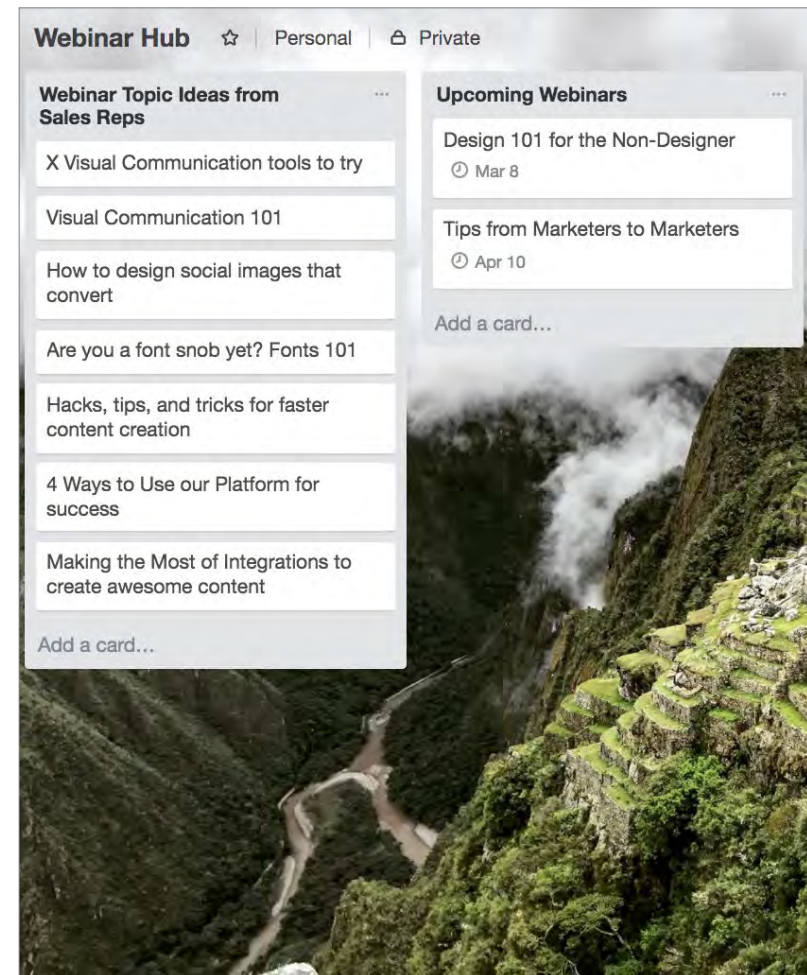 Webinar Hub Personal Private
Webinar Topic Ideas from
Sales Reps
X Visual Communication tools to try
Visual Communication 101
How to design social images that
convert
Are you a font snob yet? Fonts 101
Hacks, tips, and tricks for faster
content creation
4 Ways to Use our Platform for
success
Making the Most of Integrations to
create awesome content
Add a card...
Upcoming Webinars
Design 101 for the Non-Designer
Mar 8
Tips from Marketers to Marketers
Apr 10
Add a card...